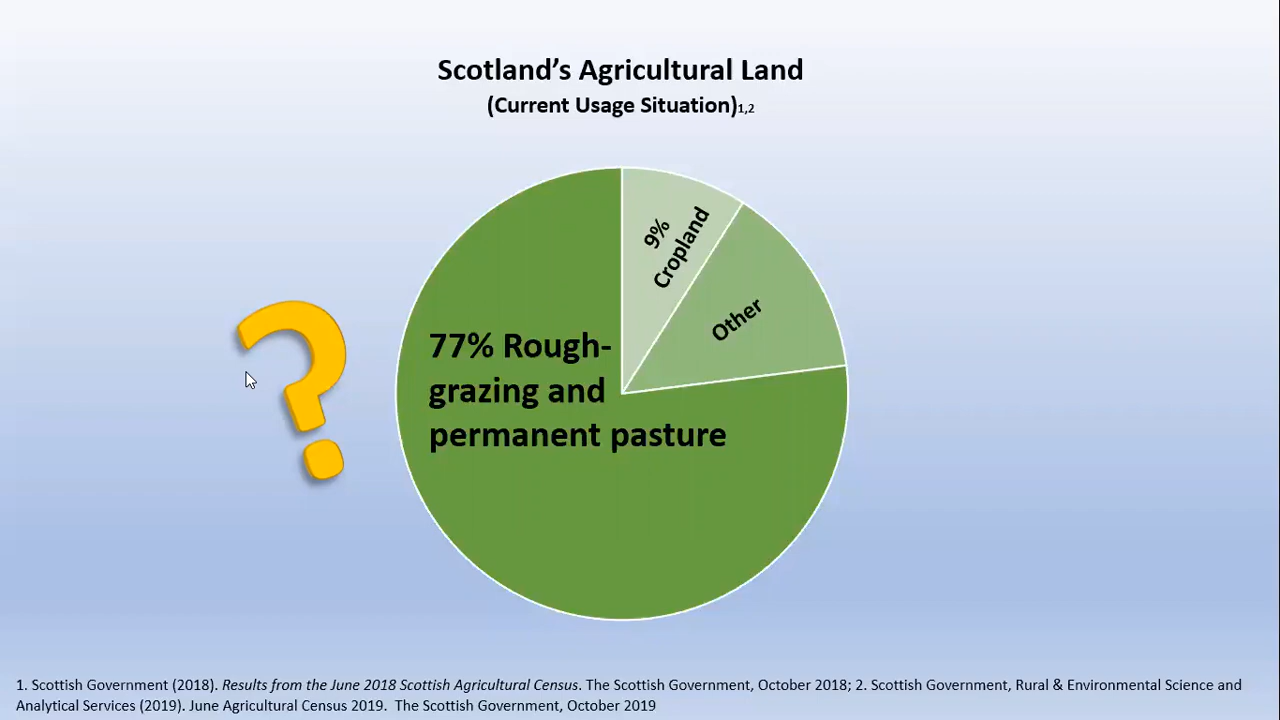 Scotland’s Agricultural Land
(Current Usage Situation)1,2
9%
Cropland
Other
77% Rough-
grazing and
permanent pasture
?
1. Scottish Government (2018). Results from the June 2018 Scottish Agricultural Census. The Scottish Government, October 2018; 2. Scottish Government, Rural & Environmental Science and
Analytical Services (2019). June Agricultural Census 2019.  The Scottish Government, October 2019